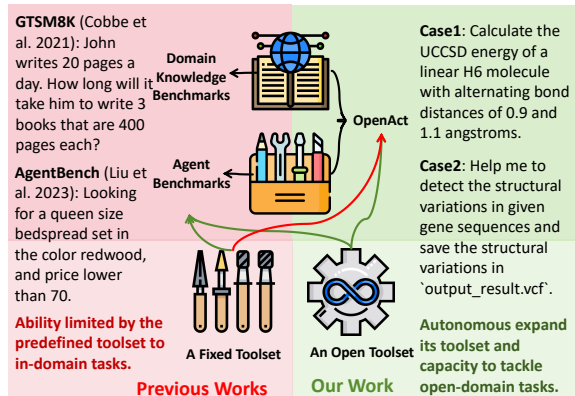 GTSM8K (Cobbe et
al. 2021): John
writes 20 pages
a day. How long will it
take him to write 3
books that are 400
pages each?
AgentBench (Liu et
al. 2023): Looking
for a queen size
bedspread set in
the color redwood,
and price lower
than 70.
Ability limited by the
predefined toolset to
in-domain tasks.
Domain
Knowledge
Benchmarks
Agent
Benchmarks
OpenAct
A Fixed Toolset
An Open Toolset
Previous Works
Our Work
Case1: Calculate the
UCCSD energy of a
linear H6 molecule
with alternating bond
distances of 0.9 and
1.1 angstroms.
Case2: Help me to
detect the structural
variations in given
gene sequences and
save the structural
variations in
`output_result.vcf`.
Autonomous expand
its toolset and
capacity to tackle
open-domain tasks.